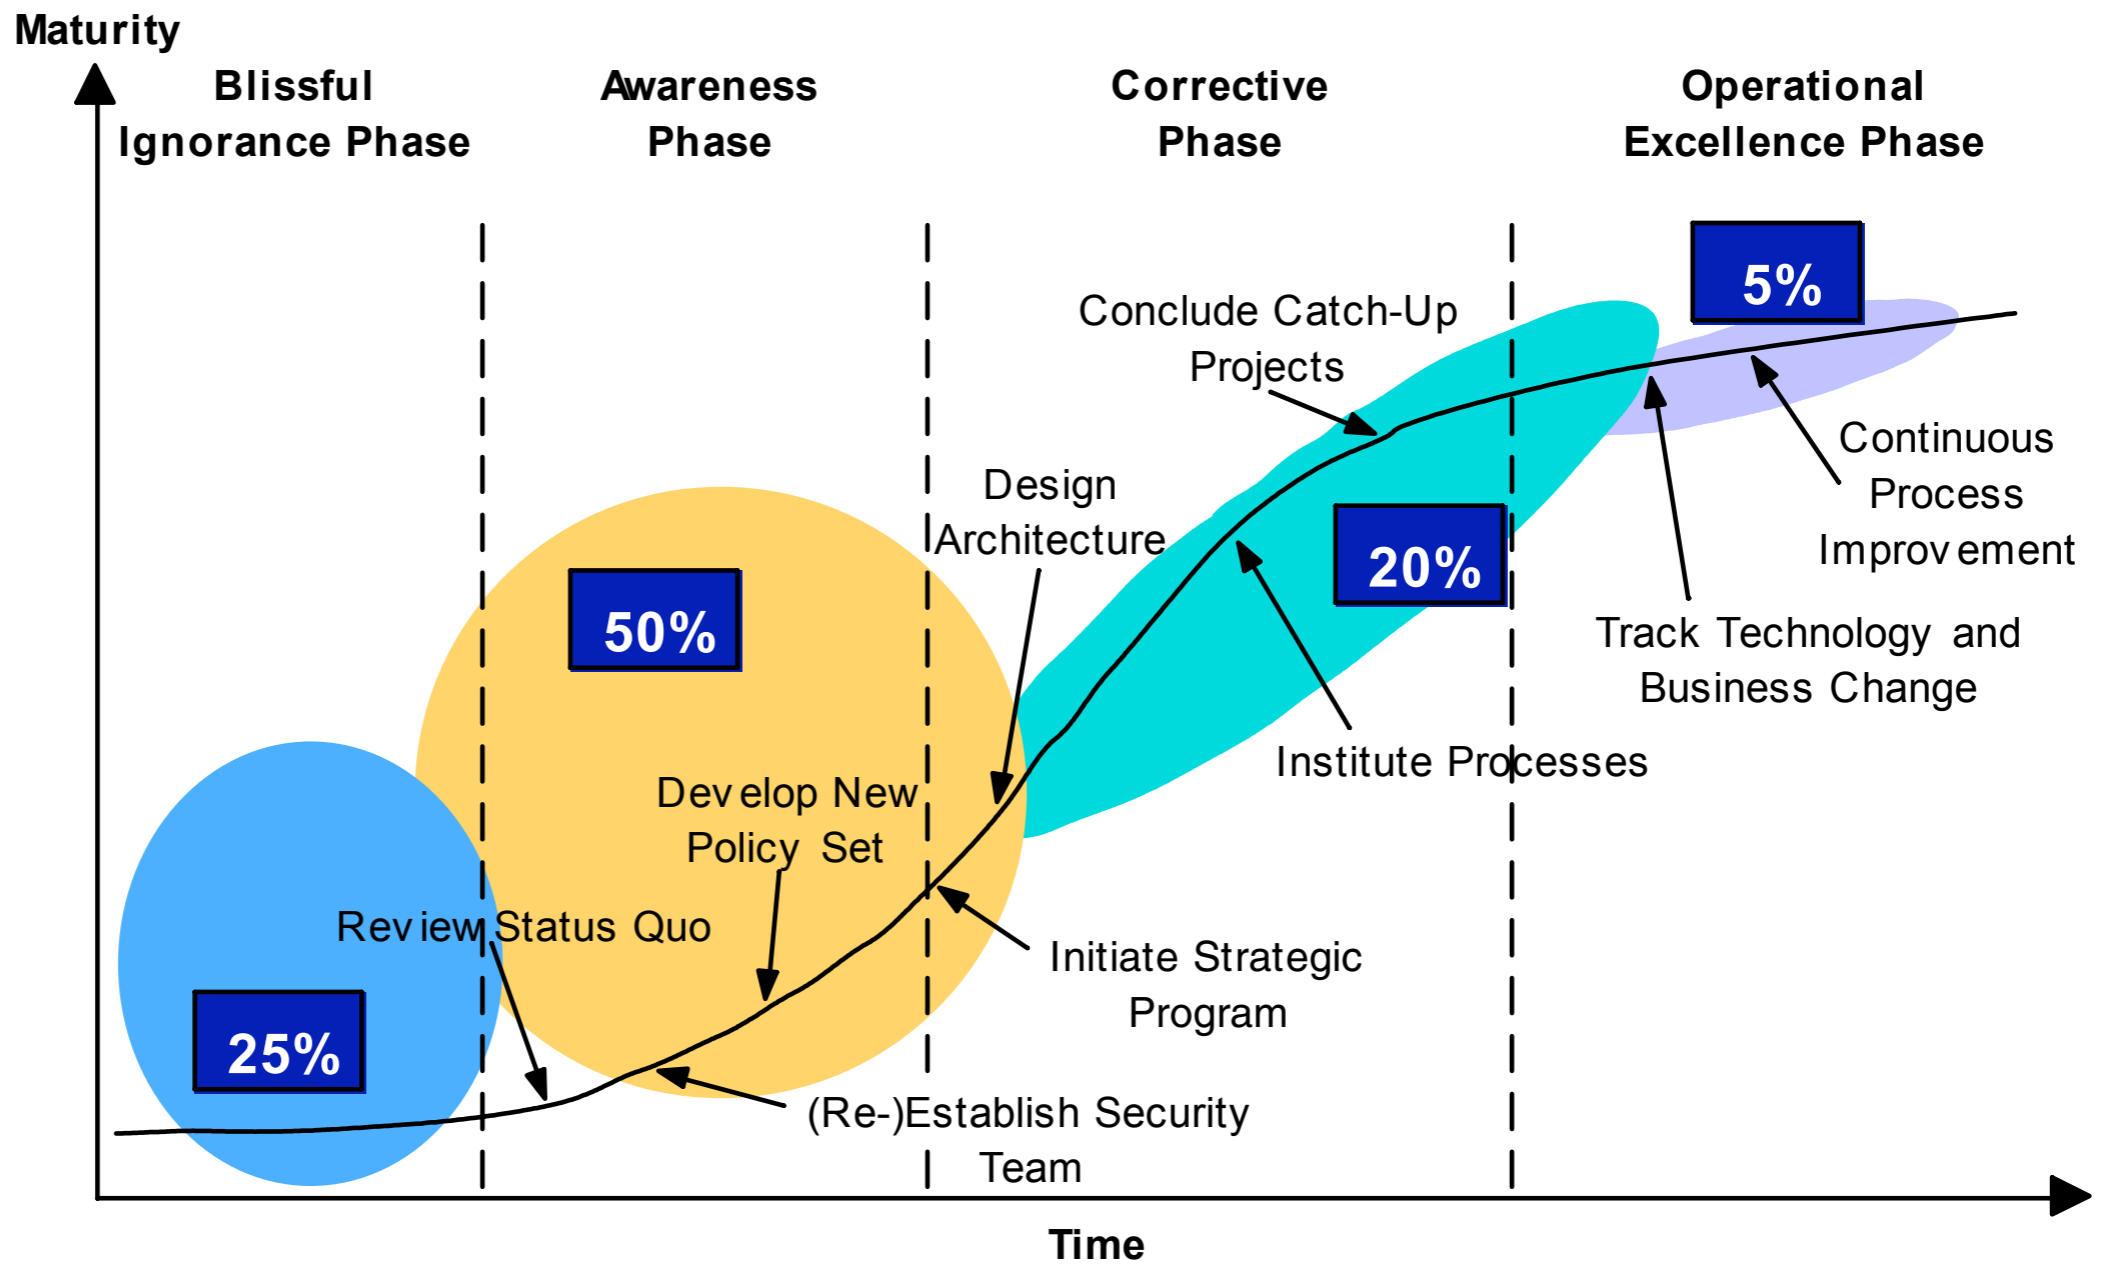 Maturity
Blissful
Ignorance Phase
Awareness
Phase
Corrective
Phase
Operational
Excellence Phase
5%
Conclude Catch-Up
Projects
Continuous
Process
Improvement
Design
Architecture
20%
50%
Track Technology and
Business Change
Institute Processes
Develop New
Policy Set
Review Status Quo
Initiate Strategic
Program
25%
(Re-)Establish Security
Team
Time